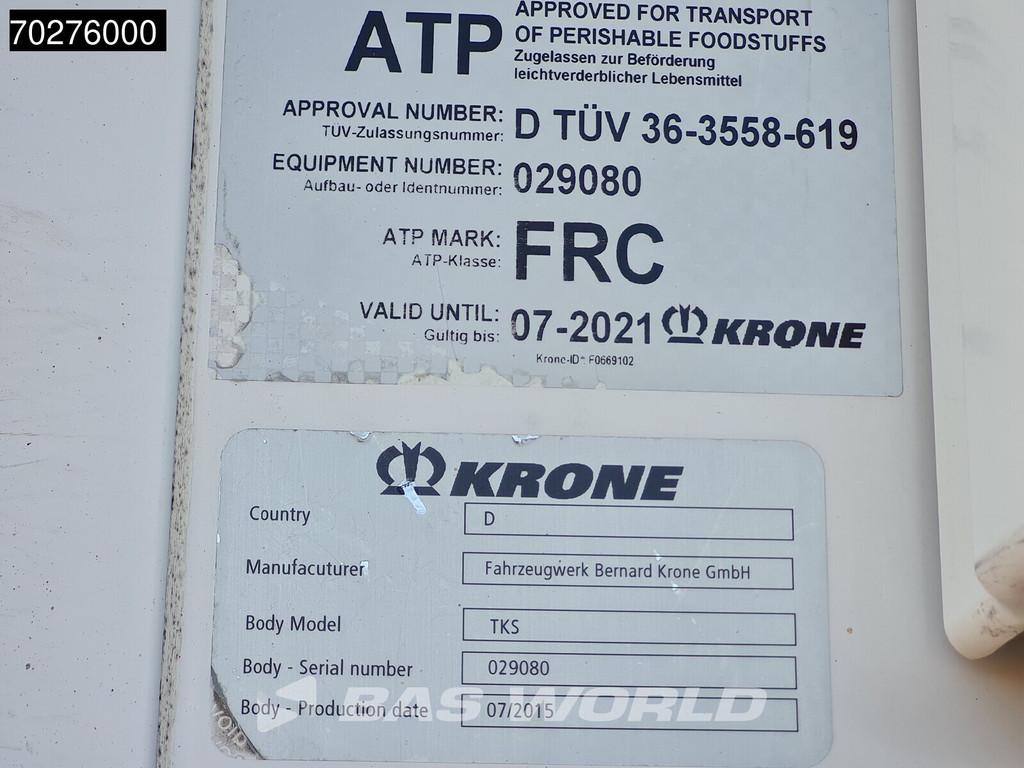 70276000
ATP
APPROVED FOR TRANSPORT
OF PERISHABLE FOODSTUFFS
Zugelassen zur Beförderung
leichtverderblicher Lebensmittel
APPROVAL NUMBER: D TÜV 36-3558-619
TÜV-Zulassungsnummer:
EQUIPMENT NUMBER: 029080
Aufbau- oder Identnummer:
ATP MARK: FRC
ATP-Klasse:
VALID UNTIL: 07-2021 KRONE
Gultig bis:
Krone-ID: F0669102
KRONE
Country D
Manufacuturer Fahrzeugwerk Bernard Krone GmbH
Body Model TKS
Body - Serial number 029080
Body - Production date 07/2015
BAS WORLD